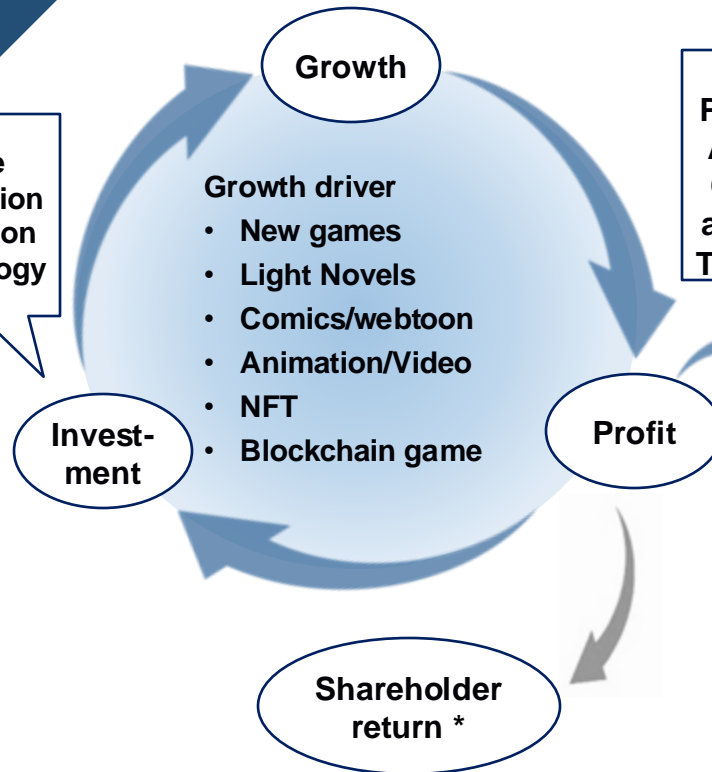 Growth
Growth driver
• New games
• Light Novels
• Comics/webtoon
• Animation/Video
• NFT
• Blockchain game
Invest-
ment
Profit
Shareholder
return *